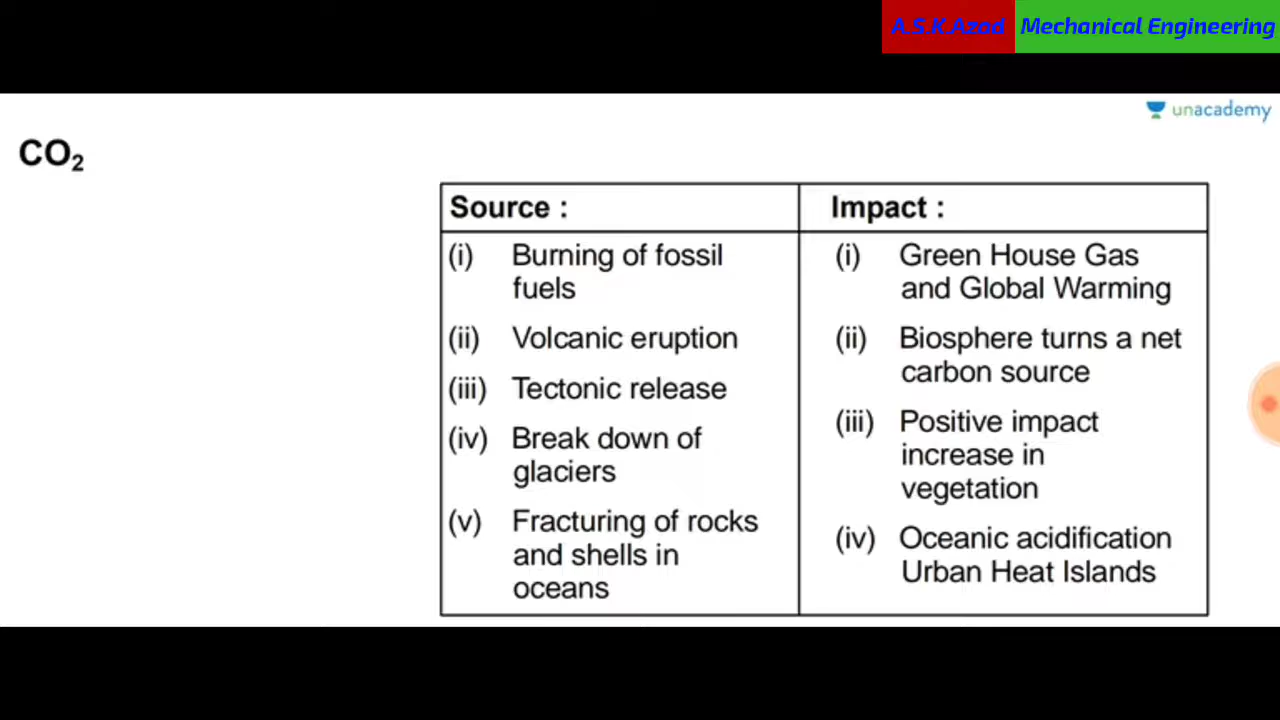 A.S.K.Azad Mechanical Engineering
unacademy
CO₂
Source :
Impact :
(i) Burning of fossil
fuels
(ii) Volcanic eruption
(iii) Tectonic release
(iv) Break down of
glaciers
(v) Fracturing of rocks
and shells in
oceans
(i) Green House Gas
and Global Warming
(ii) Biosphere turns a net
carbon source
(iii) Positive impact
increase in
vegetation
(iv) Oceanic acidification
Urban Heat Islands